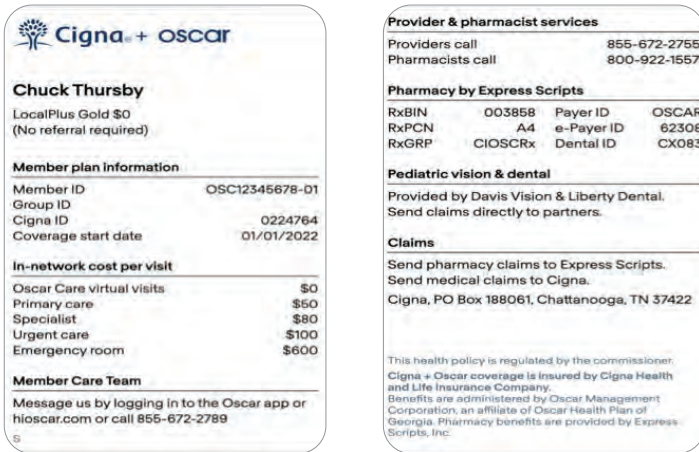 Cigna + oscar
Chuck Thursby
LocalPlus Gold $0
(No referral required)
Member plan information
Member ID OSC12345678-01
Group ID
Cigna ID 0224764
Coverage start date 01/01/2022
In-network cost per visit
Oscar Care virtual visits $0
Primary care $50
Specialist $80
Urgent care $100
Emergency room $600
Member Care Team
Message us by logging in to the Oscar app or
hioscar.com or call 855-672-2789
S
Provider & pharmacist services
Providers call 855-672-2755
Pharmacists call 800-922-1557
Pharmacy by Express Scripts
RxBIN 003858 Payer ID OSCAR
RxPCN A4 e-Payer ID 62308
RxGRP CIOSCRx Dental ID CX083
Pediatric vision & dental
Provided by Davis Vision & Liberty Dental.
Send claims directly to partners.
Claims
Send pharmacy claims to Express Scripts.
Send medical claims to Cigna.
Cigna, PO Box 188061, Chattanooga, TN 37422
This health policy is regulated by the commissioner.
Cigna + Oscar coverage is insured by Cigna Health
and Life Insurance Company.
Benefits are administered by Oscar Management
Corporation, an affiliate of Oscar Health Plan of
Georgia. Pharmacy benefits are provided by Express
Scripts, Inc.